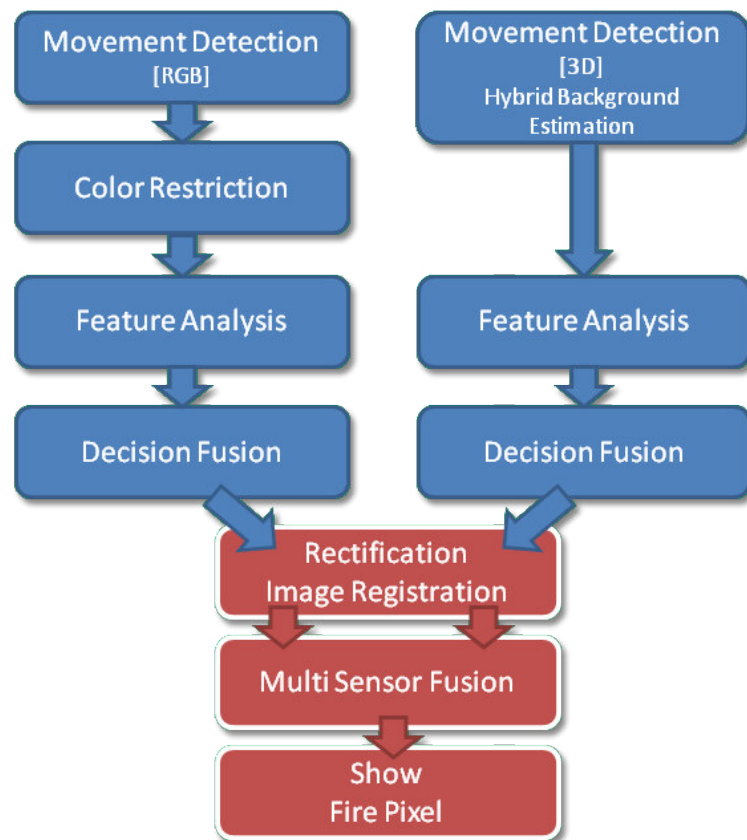 Movement Detection
[RGB]
Color Restriction
Feature Analysis
Decision Fusion
Movement Detection
[3D]
Hybrid Background
Estimation
Feature Analysis
Decision Fusion
Rectification
Image Registration
Multi Sensor Fusion
Show
Fire Pixel